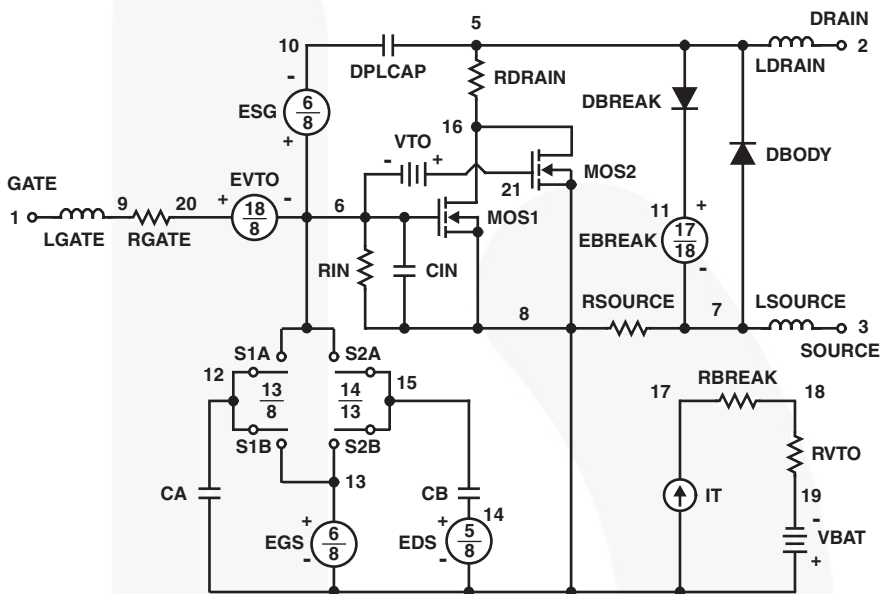 DRAIN
2
LDRAIN
5
10
DPLCAP
RDRAIN
DBREAK
DBODY
-
ESG
6
8
+
16
VTO
-
+
MOS2
21
GATE
1
LGATE
9
RGATE
20
EVTO
+
18
8
-
6
MOS1
11
+
EBREAK
17
18
-
RIN
CIN
8
RSOURCE
7
LSOURCE
3
SOURCE
S1A
S2A
12
13
8
14
13
15
S1B
S2B
13
CA
CB
+
EGS
6
8
-
+
14
EDS
5
8
-
17
RBREAK
18
RVTO
IT
19
-
VBAT
+